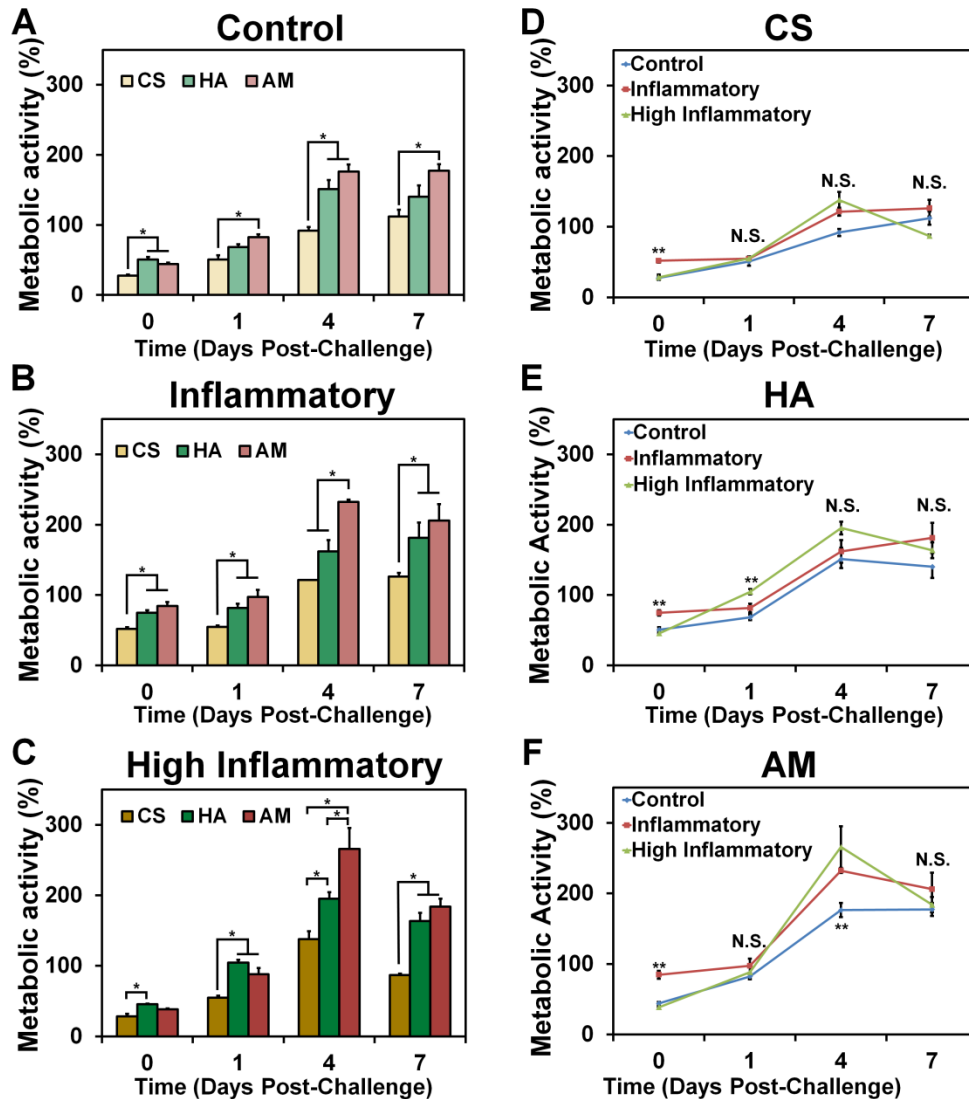 A
Control
Metabolic activity (%)
300
200
100
0
CS HA AM
*
*
*
*
0 1 4 7
Time (Days Post-Challenge)
B
Inflammatory
Metabolic activity (%)
300
200
100
0
CS HA AM
*
*
*
*
0 1 4 7
Time (Days Post-Challenge)
C
High Inflammatory
Metabolic activity (%)
300
200
100
0
CS HA AM
*
*
*
*
*
*
0 1 4 7
Time (Days Post-Challenge)
D
CS
Metabolic activity (%)
300
200
100
0
Control
Inflammatory
High Inflammatory
**
N.S.
N.S.
N.S.
0 1 4 7
Time (Days Post-Challenge)
E
HA
Metabolic Activity (%)
300
200
100
0
Control
Inflammatory
High Inflammatory
**
**
N.S.
N.S.
0 1 4 7
Time (Days Post-Challenge)
F
AM
Metabolic Activity (%)
300
200
100
0
Control
Inflammatory
High Inflammatory
**
N.S.
**
N.S.
0 1 4 7
Time (Days Post-Challenge)